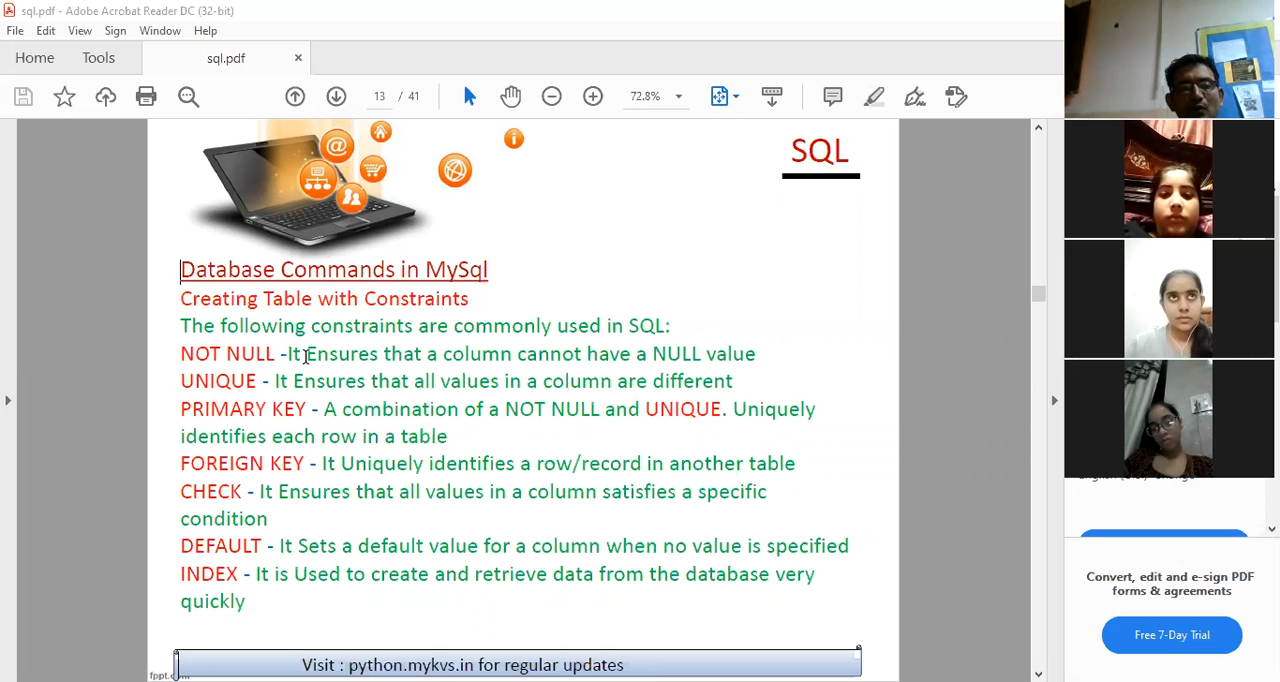 sql.pdf - Adobe Acrobat Reader DC (32-bit)
File Edit View Sign Window Help
Home Tools sql.pdf ×
13 / 41 72.8%
SQL
Database Commands in MySql
Creating Table with Constraints
The following constraints are commonly used in SQL:
NOT NULL -It Ensures that a column cannot have a NULL value
UNIQUE - It Ensures that all values in a column are different
PRIMARY KEY - A combination of a NOT NULL and UNIQUE. Uniquely
identifies each row in a table
FOREIGN KEY - It Uniquely identifies a row/record in another table
CHECK - It Ensures that all values in a column satisfies a specific
condition
DEFAULT - It Sets a default value for a column when no value is specified
INDEX - It is Used to create and retrieve data from the database very
quickly
Visit : python.mykvs.in for regular updates
Convert, edit and e-sign PDF
forms & agreements
Free 7-Day Trial